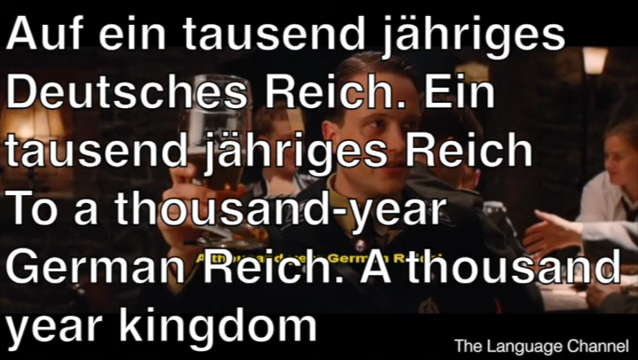 Auf ein tausend jähriges
Deutsches Reich. Ein
tausend jähriges Reich
To a thousand-year
German Reich. A thousand
year kingdom
The Language Channel